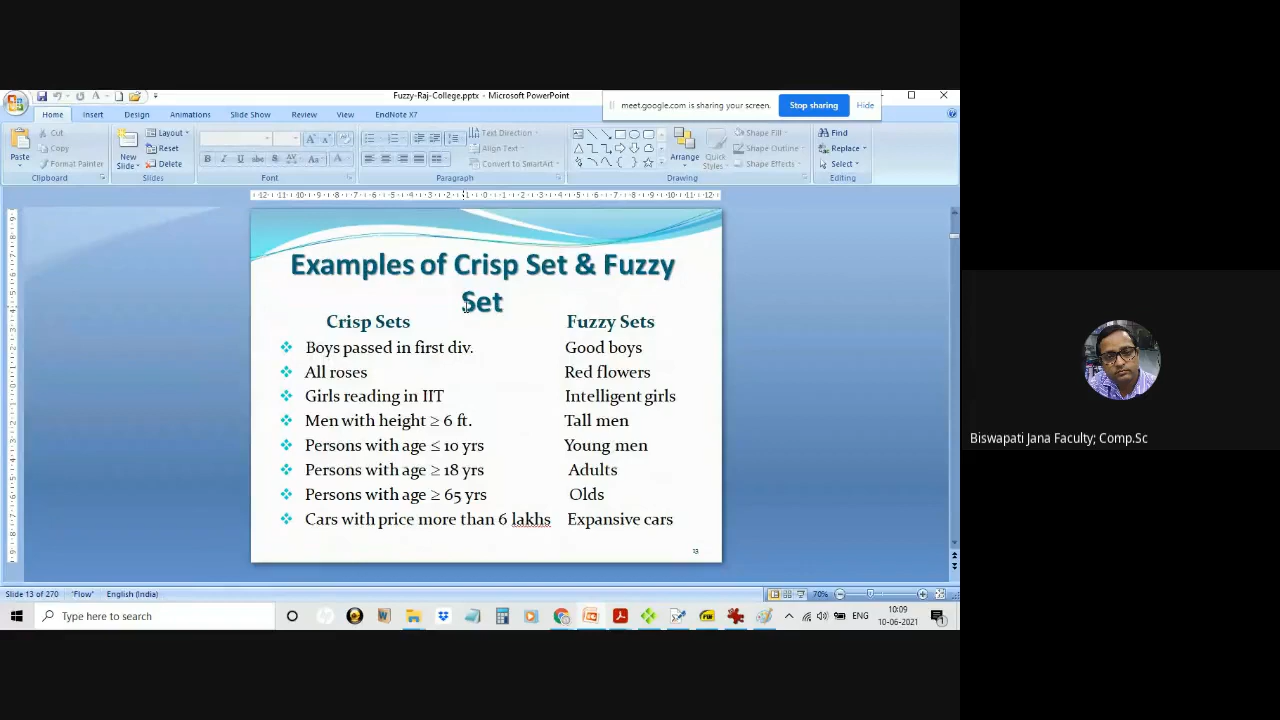 Fuzzy-Raj-College.pptx - Microsoft PowerPoint
meet.google.com is sharing your screen. Stop sharing Hide
Home Insert Design Animations Slide Show Review View EndNote X7
Paste Cut Copy Format Painter
Clipboard
New Slide Layout Reset Delete
Slides
B I U abc S AV Aa A
Font
Text Direction
Align Text
Convert to SmartArt
Paragraph
Arrange Quick Styles Shape Fill Shape Outline Shape Effects
Drawing
Find
Replace
Select
Editing
Examples of Crisp Set & Fuzzy
Set
Crisp Sets Fuzzy Sets
Boys passed in first div. Good boys
All roses Red flowers
Girls reading in IIT Intelligent girls
Men with height ≥ 6 ft. Tall men
Persons with age ≤ 10 yrs Young men
Persons with age ≥ 18 yrs Adults
Persons with age ≥ 65 yrs Olds
Cars with price more than 6 lakhs Expansive cars
13
Biswapati Jana Faculty; Comp.Sc
Slide 13 of 270 "Flow" English (India) 70%
Type here to search
ENG
10:09
10-06-2021